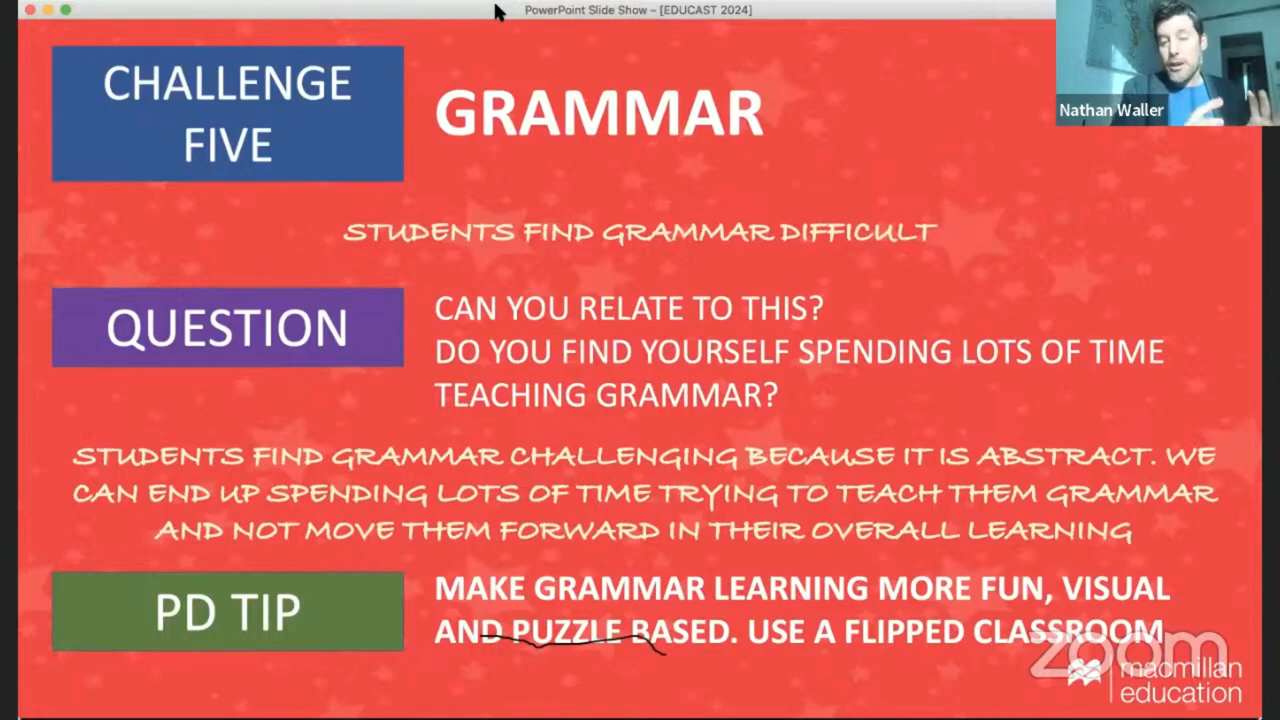 PowerPoint Slide Show – [EDUCAST 2024]
CHALLENGE
FIVE
GRAMMAR
Nathan Waller
STUDENTS FIND GRAMMAR DIFFICULT
QUESTION
CAN YOU RELATE TO THIS?
DO YOU FIND YOURSELF SPENDING LOTS OF TIME
TEACHING GRAMMAR?
STUDENTS FIND GRAMMAR CHALLENGING BECAUSE IT IS ABSTRACT. WE
CAN END UP SPENDING LOTS OF TIME TRYING TO TEACH THEM GRAMMAR
AND NOT MOVE THEM FORWARD IN THEIR OVERALL LEARNING
PD TIP
MAKE GRAMMAR LEARNING MORE FUN, VISUAL
AND PUZZLE BASED. USE A FLIPPED CLASSROOM
zoom
macmillan
education